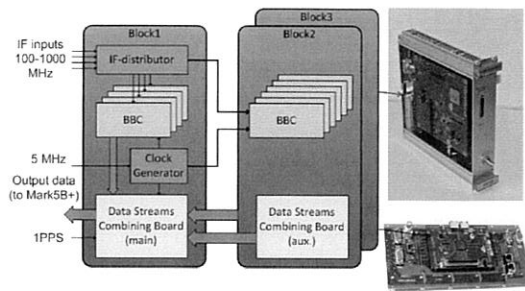 Block1
Block3
Block2
IF inputs
100-1000
MHz
IF-distributor
BBC
BBC
5 MHz
Clock
Generator
Output data
(to Mark5B+)
Data Streams
Combining Board
(main)
Data Streams
Combining Board
(aux.)
1PPS